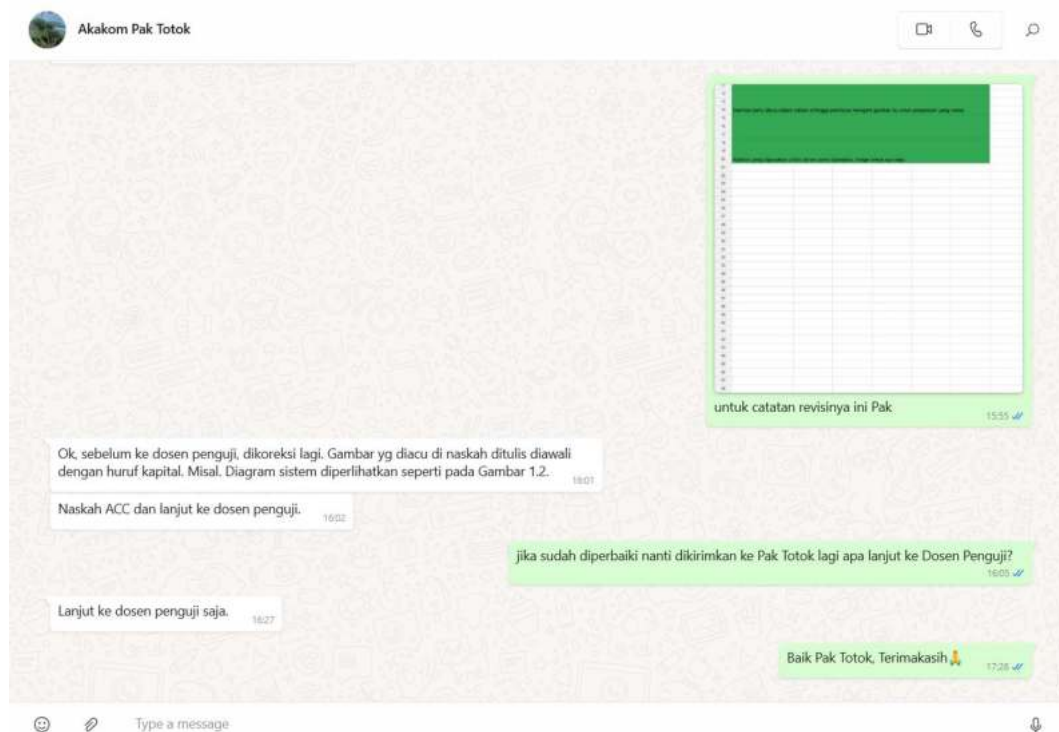 Akakom Pak Totok
untuk catatan revisinya ini Pak
15:55
Ok, sebelum ke dosen penguji, dikoreksi lagi. Gambar yg diacu di naskah ditulis diawali
dengan huruf kapital. Misal. Diagram sistem diperlihatkan seperti pada Gambar 1.2.
16:01
Naskah ACC dan lanjut ke dosen penguji.
16:02
jika sudah diperbaiki nanti dikirimkan ke Pak Totok lagi apa lanjut ke Dosen Penguji?
16:05
Lanjut ke dosen penguji saja.
16:27
Baik Pak Totok, Terimakasih🙏
17:28
Type a message